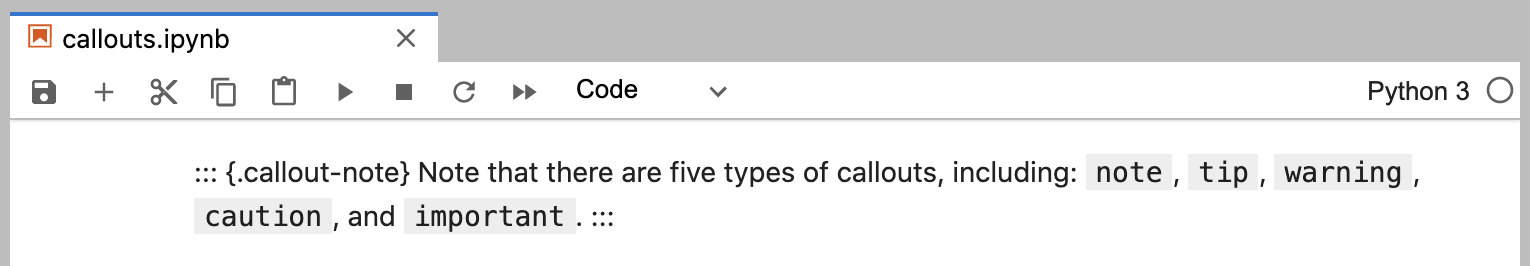 callouts.ipynb
Code
Python 3
::: {.callout-note} Note that there are five types of callouts, including: note, tip, warning,
caution, and important. :::